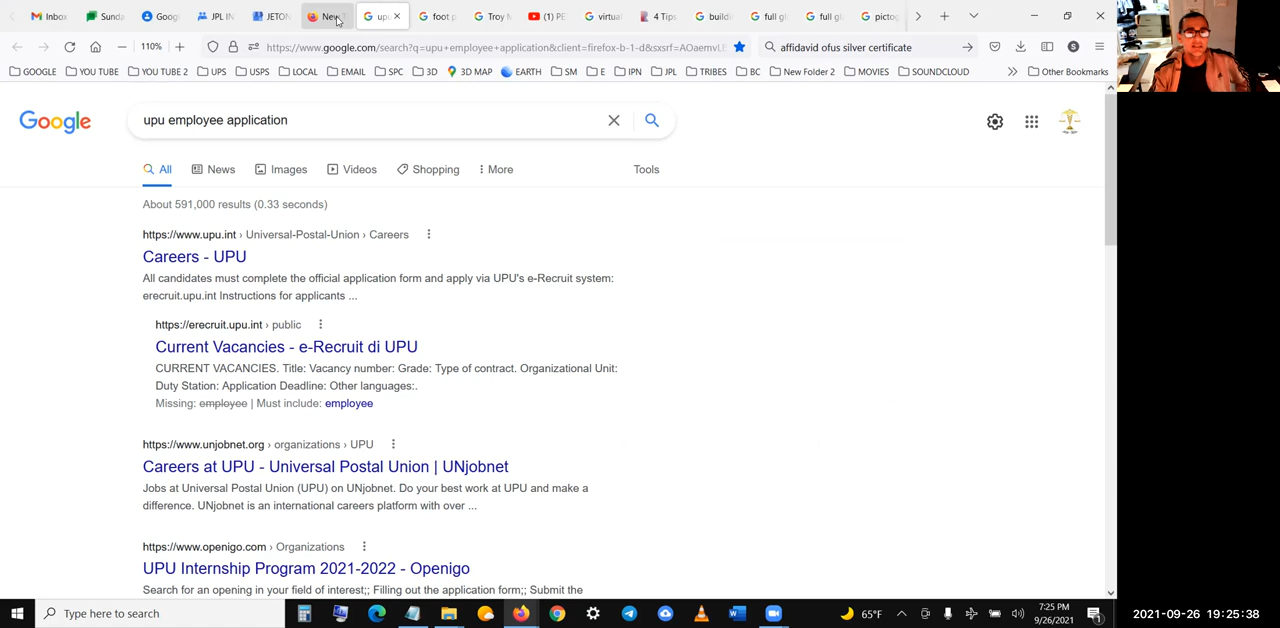 Inbox
Sunda
Googl
JPL IN
JETON
New T
upu
foot p
Troy M
(1) PE
virtua
4 Tips
buildi
full gl
full gl
pictog
110%
https://www.google.com/search?q=upu+employee+application&client=firefox-b-1-d&sxsrf=AOaemvL
affidavid ofus silver certificate
S
GOOGLE
YOU TUBE
YOU TUBE 2
UPS
USPS
LOCAL
EMAIL
SPC
3D
3D MAP
EARTH
SM
E
IPN
JPL
TRIBES
BC
New Folder 2
MOVIES
SOUNDCLOUD
Other Bookmarks
Google
upu employee application
All
News
Images
Videos
Shopping
More
Tools
About 591,000 results (0.33 seconds)
https://www.upu.int › Universal-Postal-Union › Careers
Careers - UPU
All candidates must complete the official application form and apply via UPU's e-Recruit system:
erecruit.upu.int Instructions for applicants ...
https://erecruit.upu.int › public
Current Vacancies - e-Recruit di UPU
CURRENT VACANCIES. Title: Vacancy number: Grade: Type of contract. Organizational Unit:
Duty Station: Application Deadline: Other languages:.
Missing: employee | Must include: employee
https://www.unjobnet.org › organizations › UPU
Careers at UPU - Universal Postal Union | UNjobnet
Jobs at Universal Postal Union (UPU) on UNjobnet. Do your best work at UPU and make a
difference. UNjobnet is an international careers platform with over ...
https://www.openigo.com › Organizations
UPU Internship Program 2021-2022 - Openigo
Search for an opening in your field of interest;; Filling out the application form;; Submit the
Type here to search
65°F
7:25 PM
9/26/2021
1
2021-09-26 19:25:38